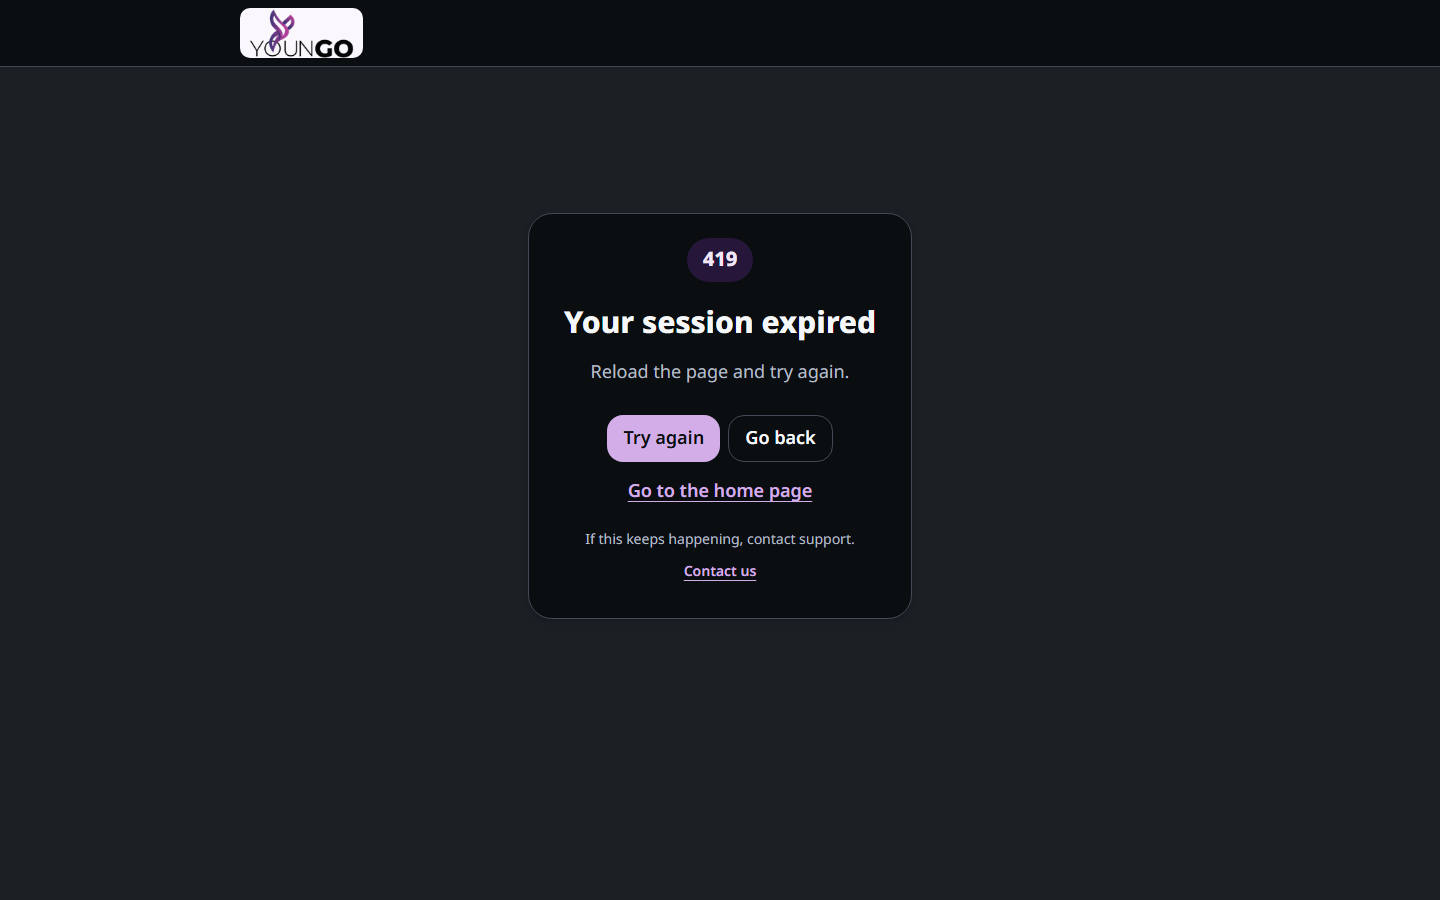 YOUNGO
419
Your session expired
Reload the page and try again.
Try again
Go back
Go to the home page
If this keeps happening, contact support.
Contact us